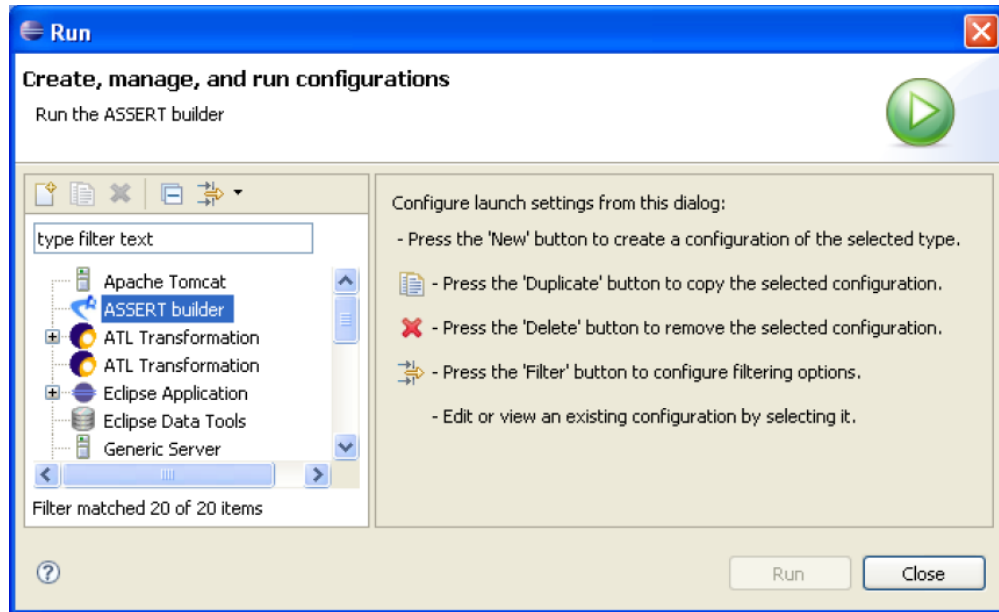 Run
Create, manage, and run configurations
Run the ASSERT builder
type filter text
Apache Tomcat
ASSERT builder
ATL Transformation
ATL Transformation
Eclipse Application
Eclipse Data Tools
Generic Server
Filter matched 20 of 20 items
Configure launch settings from this dialog:
- Press the 'New' button to create a configuration of the selected type.
- Press the 'Duplicate' button to copy the selected configuration.
- Press the 'Delete' button to remove the selected configuration.
- Press the 'Filter' button to configure filtering options.
- Edit or view an existing configuration by selecting it.
Run
Close